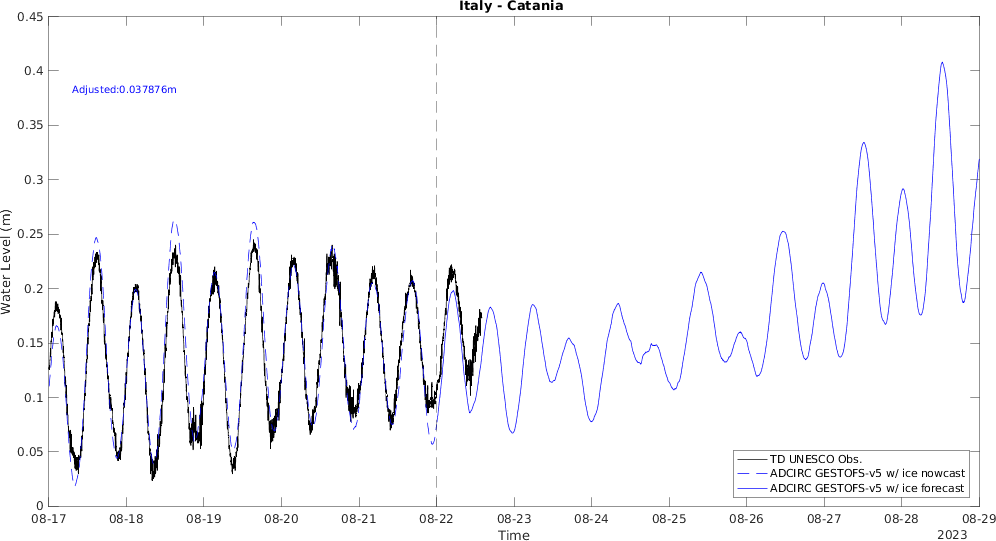 Italy - Catania
0.45
0.4
0.35
0.3
0.25
0.2
0.15
0.1
0.05
0
Water Level (m)
Adjusted:0.037876m
TD UNESCO Obs.
ADCIRC GESTOFS-v5 w/ ice nowcast
ADCIRC GESTOFS-v5 w/ ice forecast
08-17 08-18 08-19 08-20 08-21 08-22 08-23 08-24 08-25 08-26 08-27 08-28 08-29
Time
2023